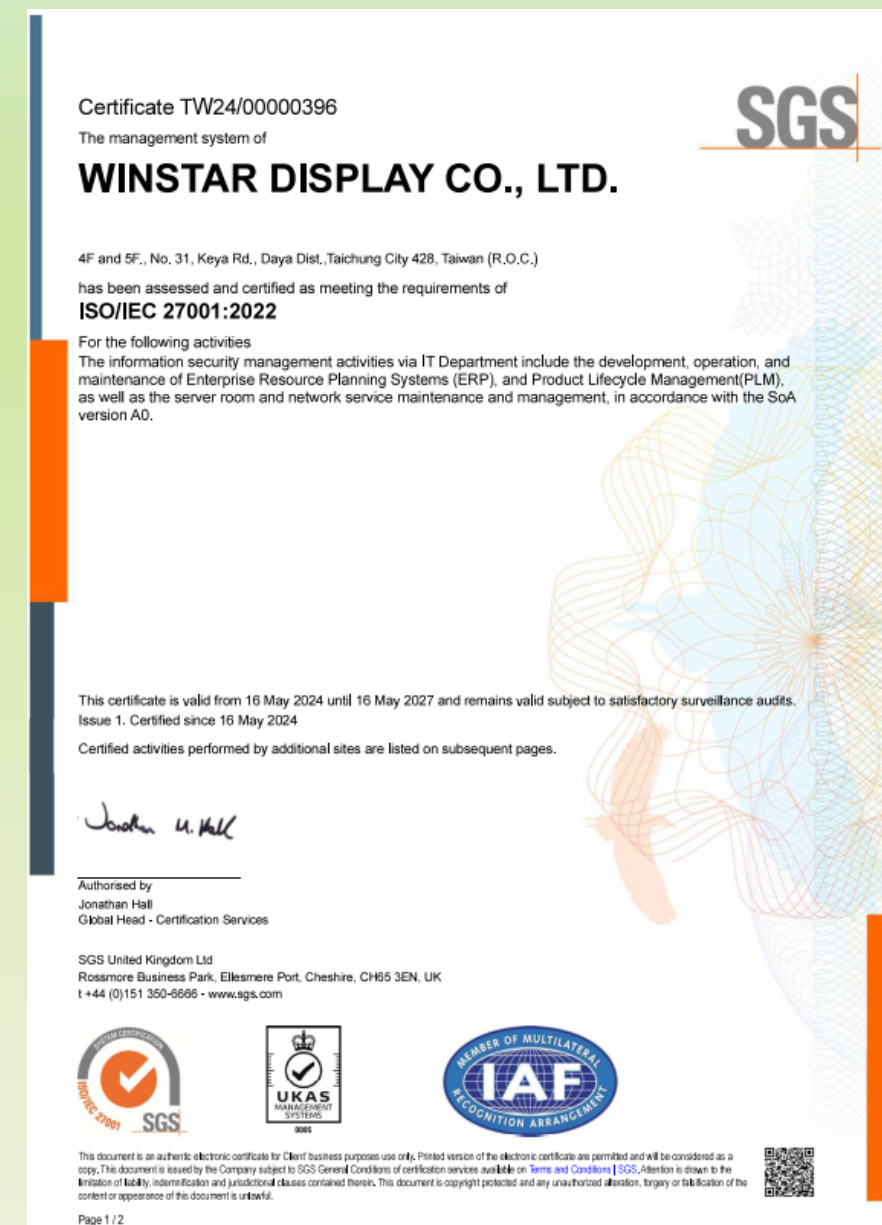 Certificate TW24/00000396
SGS
The management system of
WINSTAR DISPLAY CO., LTD.
4F and 5F., No. 31, Keya Rd., Daya Dist.,Taichung City 428, Taiwan (R.O.C.)
has been assessed and certified as meeting the requirements of
ISO/IEC 27001:2022
For the following activities
The information security management activities via IT Department include the development, operation, and
maintenance of Enterprise Resource Planning Systems (ERP), and Product Lifecycle Management(PLM),
as well as the server room and network service maintenance and management, in accordance with the SoA
version A0.
This certificate is valid from 16 May 2024 until 16 May 2027 and remains valid subject to satisfactory surveillance audits.
Issue 1. Certified since 16 May 2024
Certified activities performed by additional sites are listed on subsequent pages.
Jonathan M. Hall
Authorised by
Jonathan Hall
Global Head - Certification Services
SGS United Kingdom Ltd
Rossmore Business Park, Ellesmere Port, Cheshire, CH65 3EN, UK
t +44 (0)151 350-6666 - www.sgs.com
SYSTEM CERTIFICATION
ISO/IEC 27001
SGS
UKAS
MANAGEMENT
SYSTEMS
0005
MEMBER OF MULTILATERAL
IAF
RECOGNITION ARRANGEMENT
This document is an authentic electronic certificate for Client' business purposes use only. Printed version of the electronic certificate are permitted and will be considered as a
copy. This document is issued by the Company subject to SGS General Conditions of certification services available on Terms and Conditions | SGS. Attention is drawn to the
limitation of liability, indemnification and jurisdictional clauses contained therein. This document is copyright protected and any unauthorized alteration, forgery or falsification of the
content or appearance of this document is unlawful.
Page 1 / 2